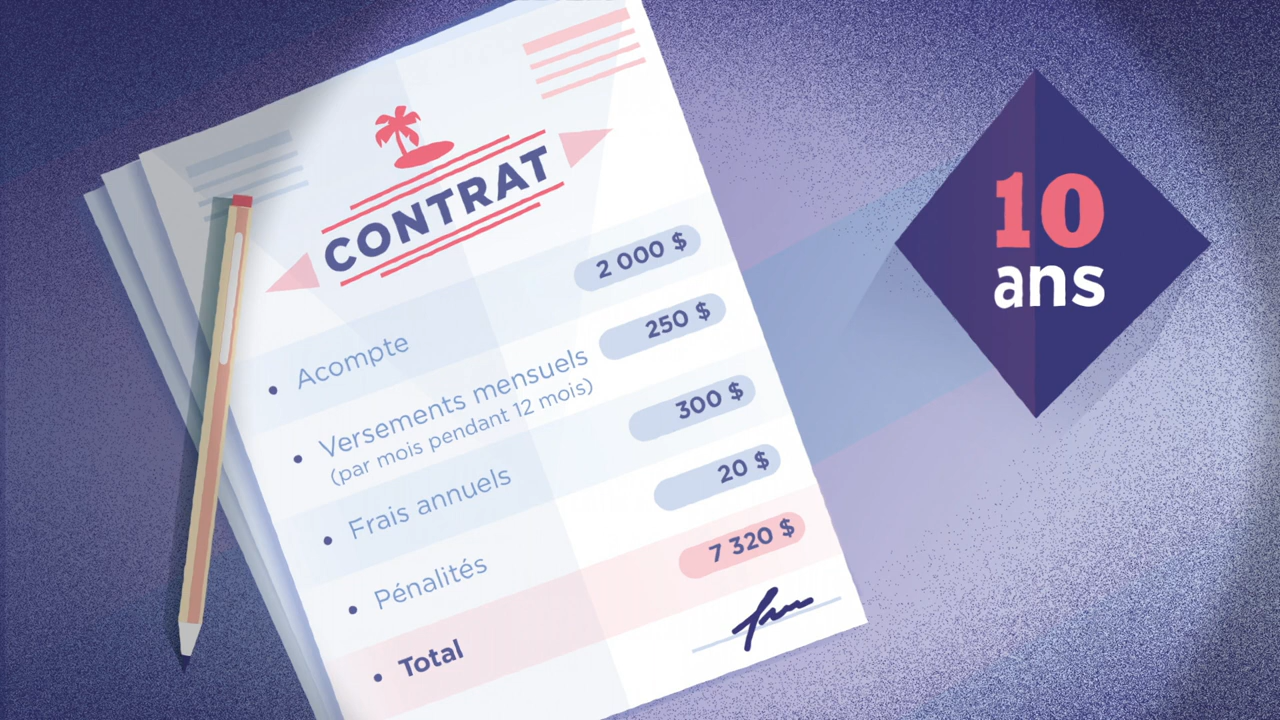 CONTRAT
Acompte 2 000 $
Versements mensuels 250 $
(par mois pendant 12 mois)
Frais annuels 300 $
Pénalités 20 $
Total 7 320 $
10
ans